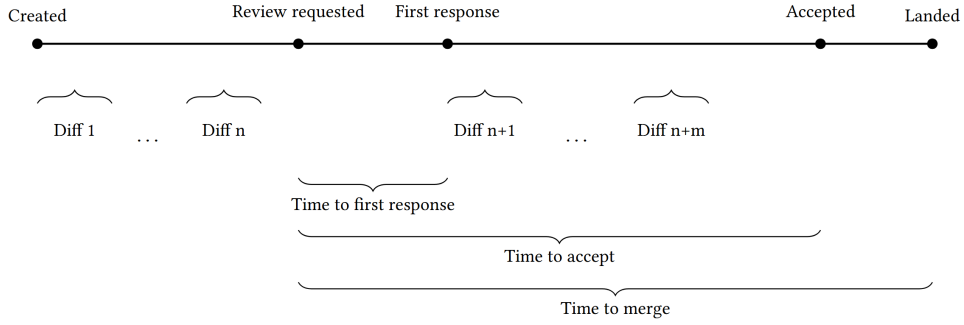 Created
Review requested
First response
Accepted
Landed
Diff 1
. . .
Diff n
Diff n+1
. . .
Diff n+m
Time to first response
Time to accept
Time to merge